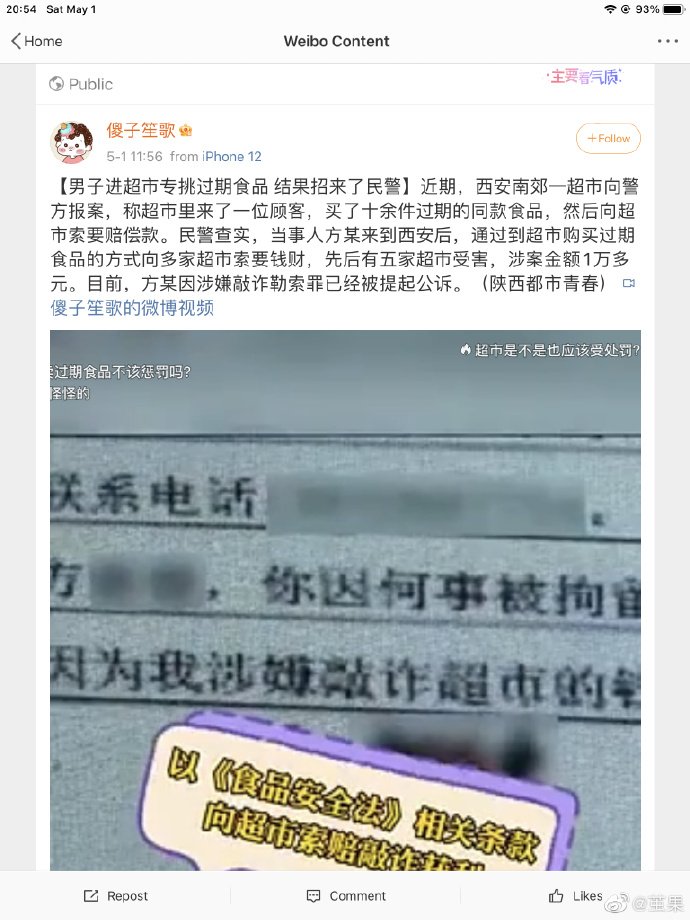 20:54 Sat May 1
93%
Home
Weibo Content
Public
主要看气质
傻子笙歌
+Follow
5-1 11:56 from iPhone 12
【男子进超市专挑过期食品 结果招来了民警】近期，西安南郊一超市向警
方报案，称超市里来了一位顾客，买了十余件过期的同款食品，然后向超
市索要赔偿款。民警查实，当事人方某来到西安后，通过到超市购买过期
食品的方式向多家超市索要钱财，先后有五家超市受害，涉案金额1万多
元。目前，方某因涉嫌敲诈勒索罪已经被提起公诉。（陕西都市青春）
傻子笙歌的微博视频
超市是不是也应该受处罚?
过期食品不该惩罚吗?
怪怪的
联系电话
方 ，你因何事被拘留
因为我涉嫌敲诈超市的
以《食品安全法》相关条款
向超市索赔敲诈
Repost
Comment
Likes
@茧果